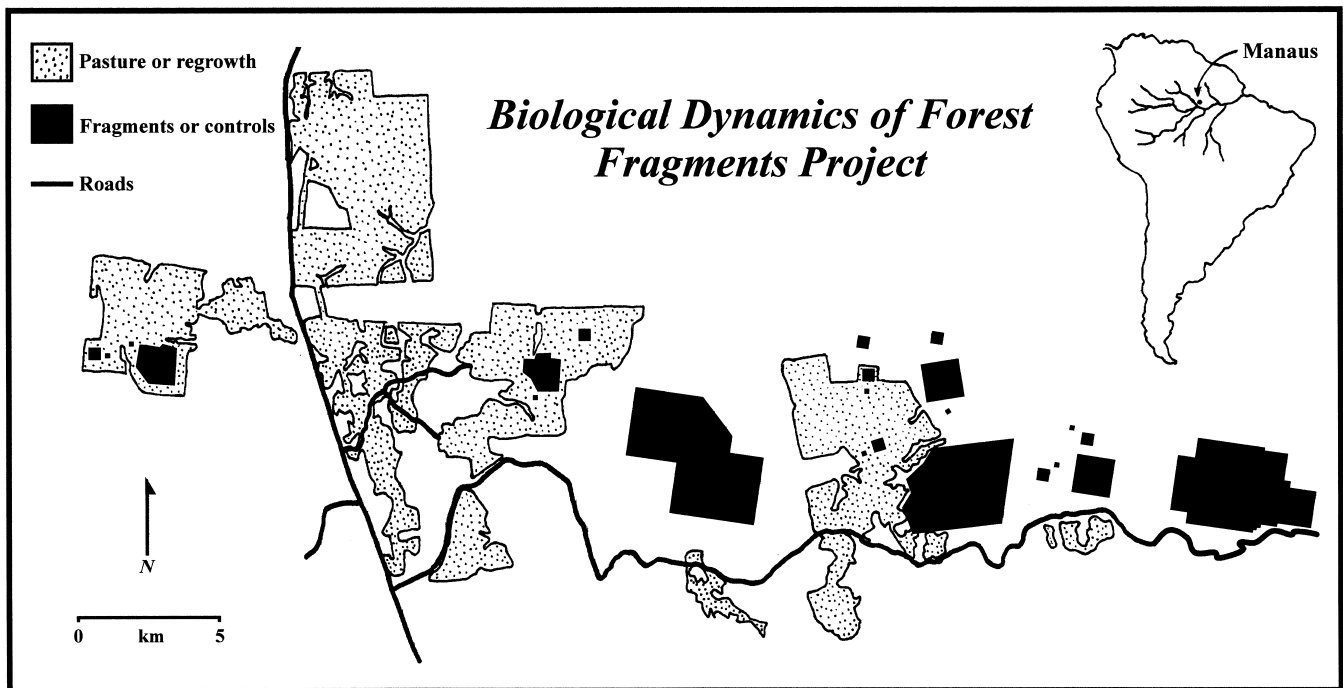 Pasture or regrowth
Fragments or controls
Roads
Biological Dynamics of Forest
Fragments Project
Manaus
N
0 km 5